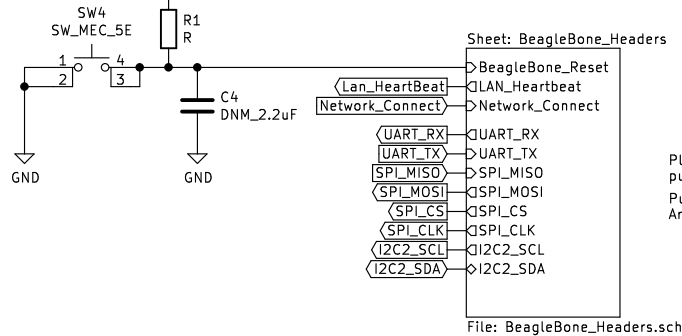 SW4
SW_MEC_5E
1
4
2
3
R1
R
C4
DNM_2.2uF
GND
GND
Sheet: BeagleBone_Headers
BeagleBone_Reset
Lan_HeartBeat
LAN_Heartbeat
Network_Connect
Network_Connect
UART_RX
UART_RX
UART_TX
UART_TX
SPI_MISO
SPI_MISO
SPI_MOSI
SPI_MOSI
SPI_CS
SPI_CS
SPI_CLK
SPI_CLK
I2C2_SCL
I2C2_SCL
I2C2_SDA
I2C2_SDA
File: BeagleBone_Headers.sch